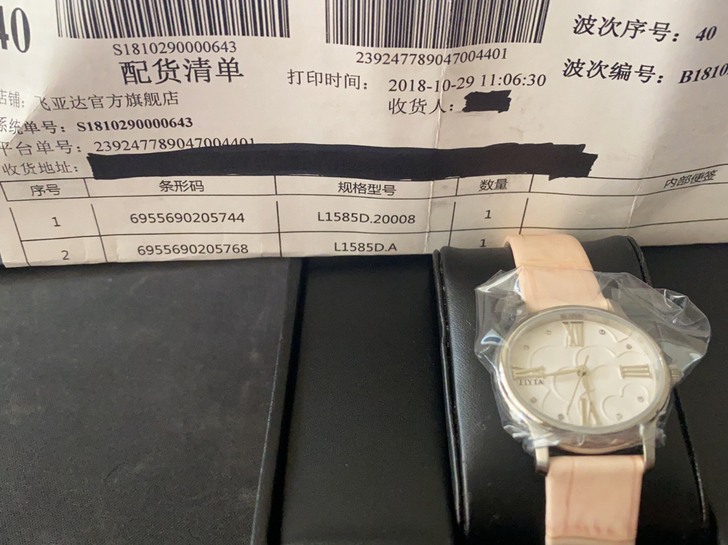 40
S1810290000643
239247789047004401
波次序号: 40
配货清单
打印时间: 2018-10-29 11:06:30
波次编号: B1810
店铺: 飞亚达官方旗舰店
收货人:
系统单号: S1810290000643
平台单号: 239247789047004401
收货地址:
序号 条形码 规格型号 数量 内部便签
1 6955690205744 L1585D.20008 1
2 6955690205768 L1585D.A 1
FIYTA